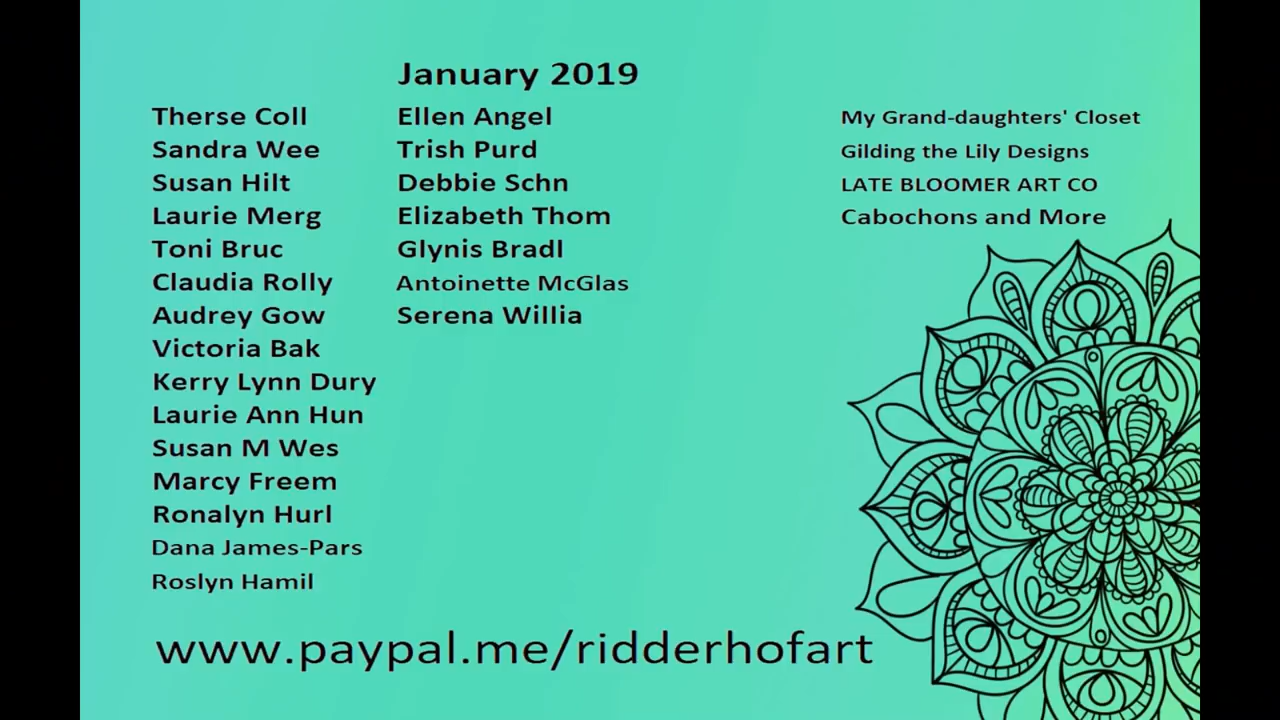 January 2019
Therse Coll
Sandra Wee
Susan Hilt
Laurie Merg
Toni Bruc
Claudia Rolly
Audrey Gow
Victoria Bak
Kerry Lynn Dury
Laurie Ann Hun
Susan M Wes
Marcy Freem
Ronalyn Hurl
Dana James-Pars
Roslyn Hamil
Ellen Angel
Trish Purd
Debbie Schn
Elizabeth Thom
Glynis Bradl
Antoinette McGlas
Serena Willia
My Grand-daughters' Closet
Gilding the Lily Designs
LATE BLOOMER ART CO
Cabochons and More
www.paypal.me/ridderhofart